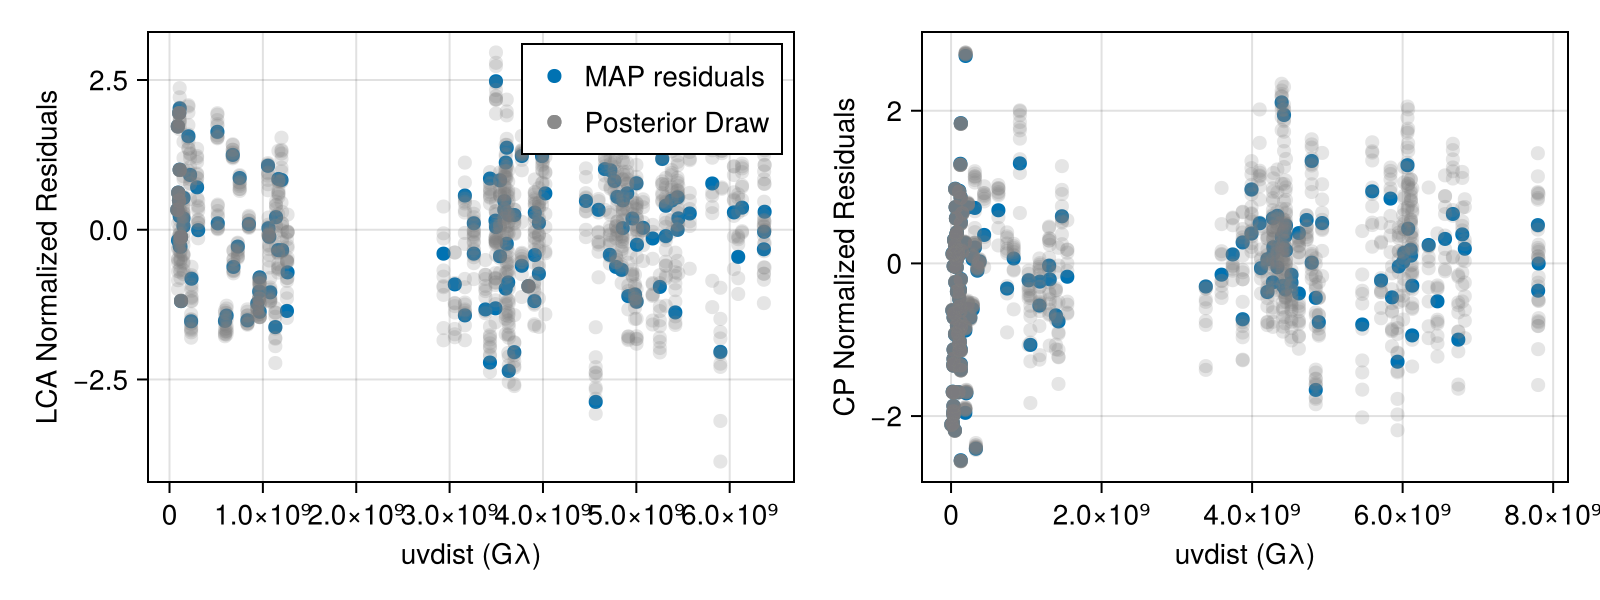 LCA Normalized Residuals
2.5
0.0
−2.5
MAP residuals
Posterior Draw
0 1.0×10⁹ 2.0×10⁹ 3.0×10⁹ 4.0×10⁹ 5.0×10⁹ 6.0×10⁹
uvdist (Gλ)
CP Normalized Residuals
2
0
−2
0 2.0×10⁹ 4.0×10⁹ 6.0×10⁹ 8.0×10⁹
uvdist (Gλ)